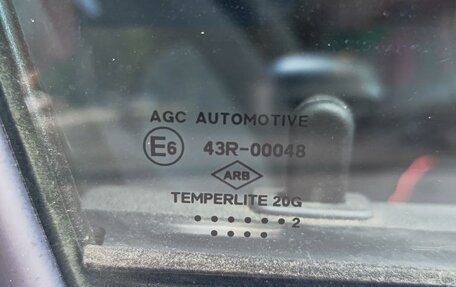 AGC AUTOMOTIVE
E6 43R-00048
ARB
TEMPERLITE 20G
• • • • • • • 2
• • • •